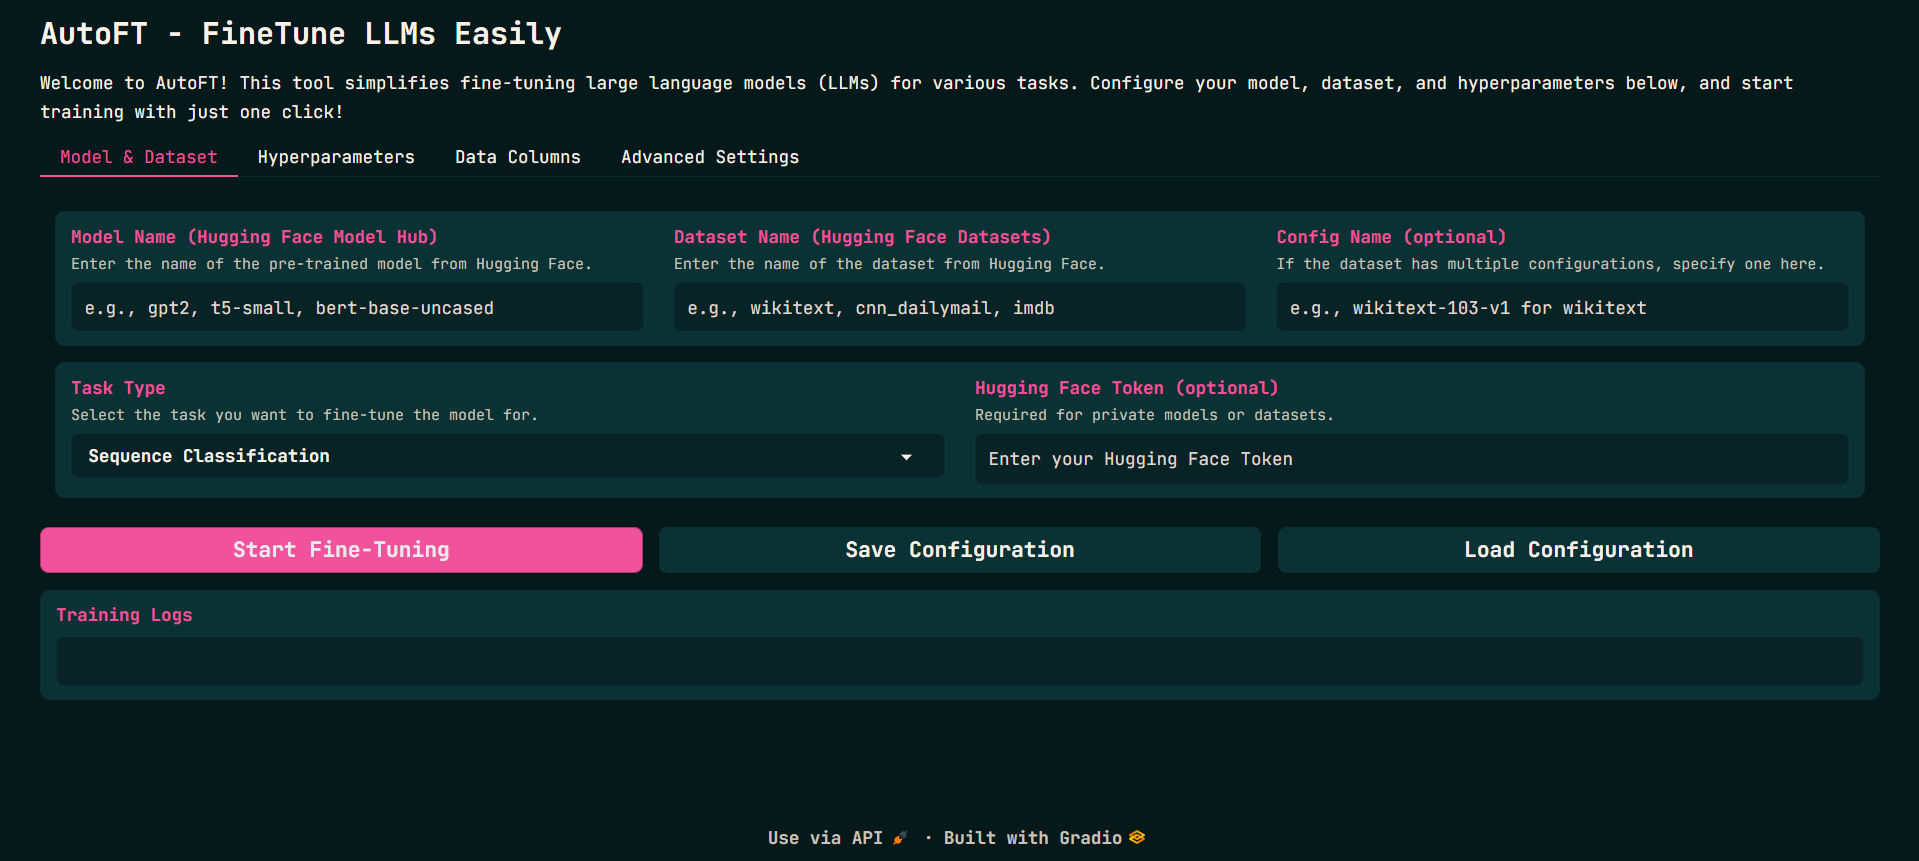 AutoFT - FineTune LLMs Easily
Welcome to AutoFT! This tool simplifies fine-tuning large language models (LLMs) for various tasks. Configure your model, dataset, and hyperparameters below, and start
training with just one click!
Model & Dataset
Hyperparameters
Data Columns
Advanced Settings
Model Name (Hugging Face Model Hub)
Enter the name of the pre-trained model from Hugging Face.
e.g., gpt2, t5-small, bert-base-uncased
Dataset Name (Hugging Face Datasets)
Enter the name of the dataset from Hugging Face.
e.g., wikitext, cnn_dailymail, imdb
Config Name (optional)
If the dataset has multiple configurations, specify one here.
e.g., wikitext-103-v1 for wikitext
Task Type
Select the task you want to fine-tune the model for.
Sequence Classification
Hugging Face Token (optional)
Required for private models or datasets.
Enter your Hugging Face Token
Start Fine-Tuning
Save Configuration
Load Configuration
Training Logs
Use via API · Built with Gradio